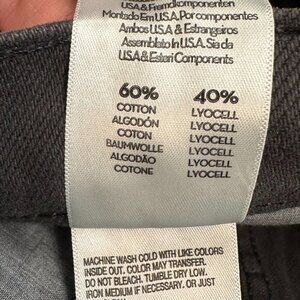 USA & Fremdkomponenten
Montado Em U.S.A. Por componentes
Ambos U.S.A & Estrangeiros
Assemblato In U.S.A. Sia da
U.S.A & Esteri Components
60% 40%
COTTON LYOCELL
ALGODÓN LYOCELL
COTON LYOCELL
BAUMWOLLE LYOCELL
ALGODÃO LYOCELL
COTONE LYOCELL
MACHINE WASH COLD WITH LIKE COLORS
INSIDE OUT. COLOR MAY TRANSFER.
DO NOT BLEACH. TUMBLE DRY LOW.
IRON MEDIUM IF NECESSARY. OR MAY